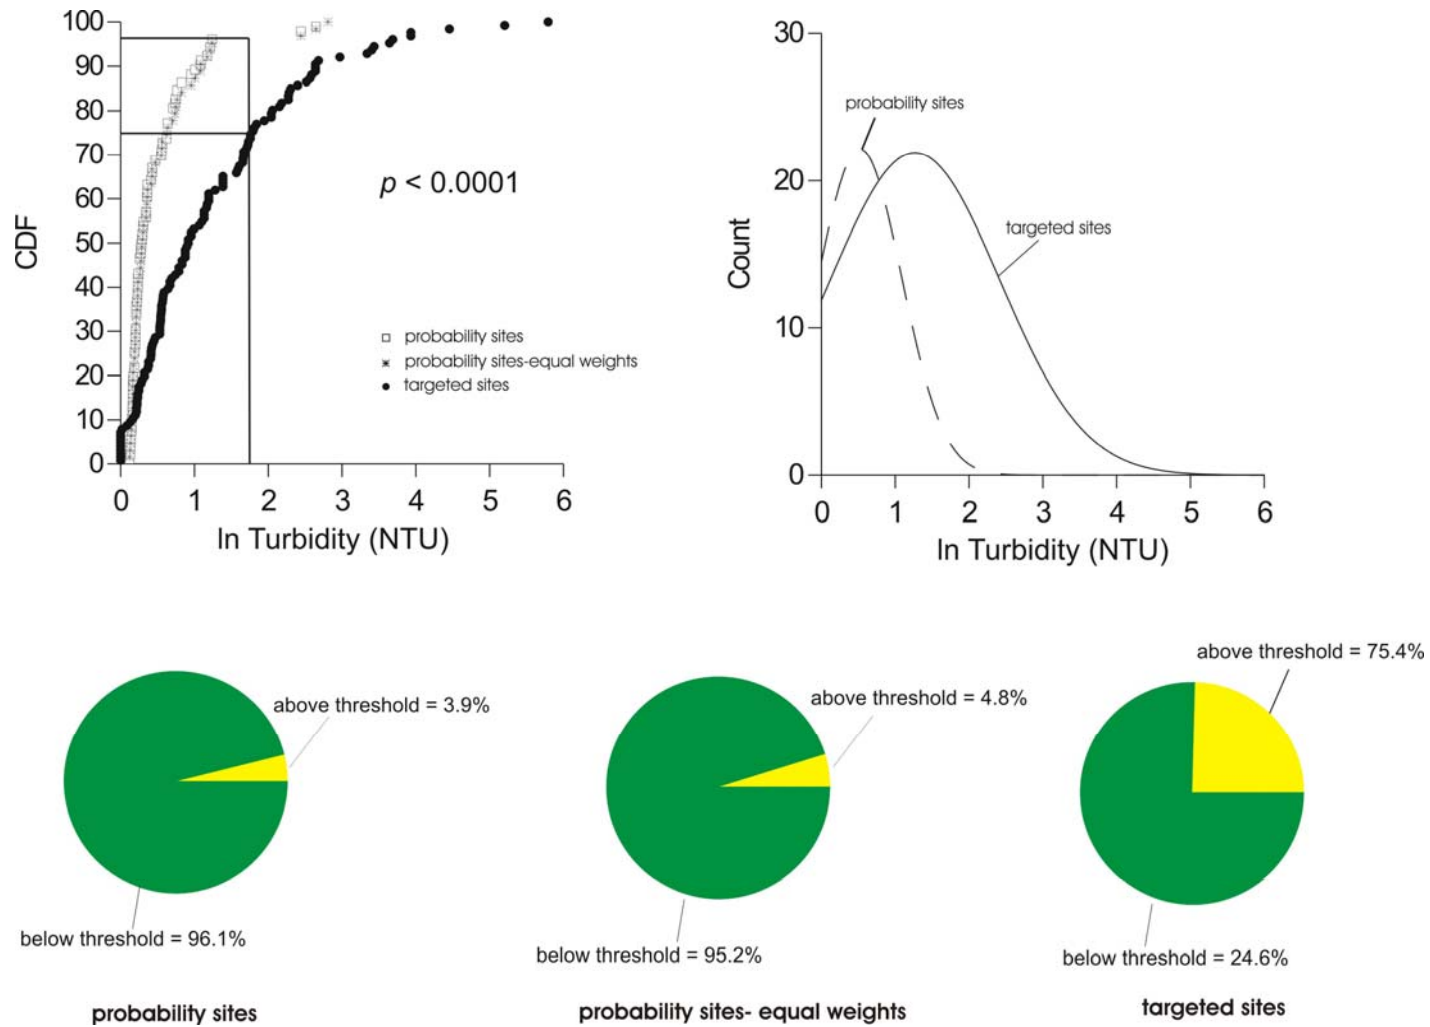 100
90
80
70
60
50
40
30
20
10
0
CDF
p < 0.0001
probability sites
probability sites-equal weights
targeted sites
0 1 2 3 4 5 6
ln Turbidity (NTU)
30
20
10
0
Count
probability sites
targeted sites
0 1 2 3 4 5 6
ln Turbidity (NTU)
above threshold = 3.9%
below threshold = 96.1%
probability sites
above threshold = 4.8%
below threshold = 95.2%
probability sites- equal weights
above threshold = 75.4%
below threshold = 24.6%
targeted sites